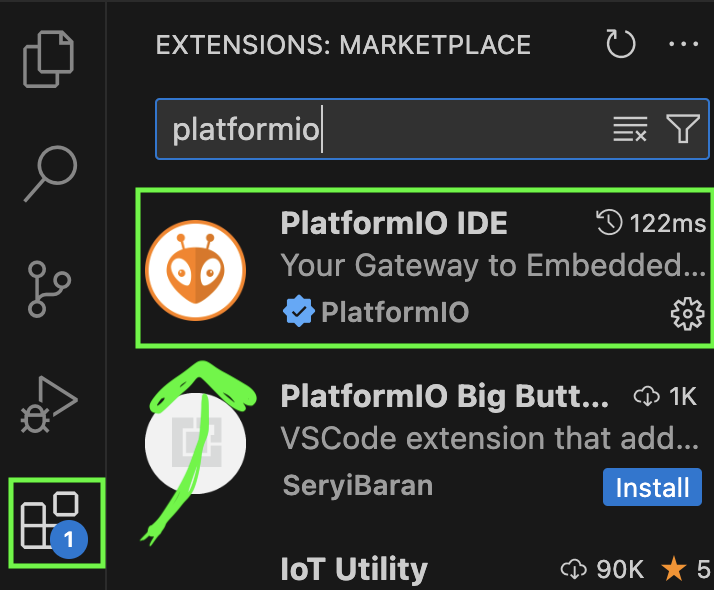 EXTENSIONS: MARKETPLACE
platformio
PlatformIO IDE 122ms
Your Gateway to Embedded...
PlatformIO
PlatformIO Big Butt... 1K
VSCode extension that add...
SeryiBaran Install
1
IoT Utility 90K 5